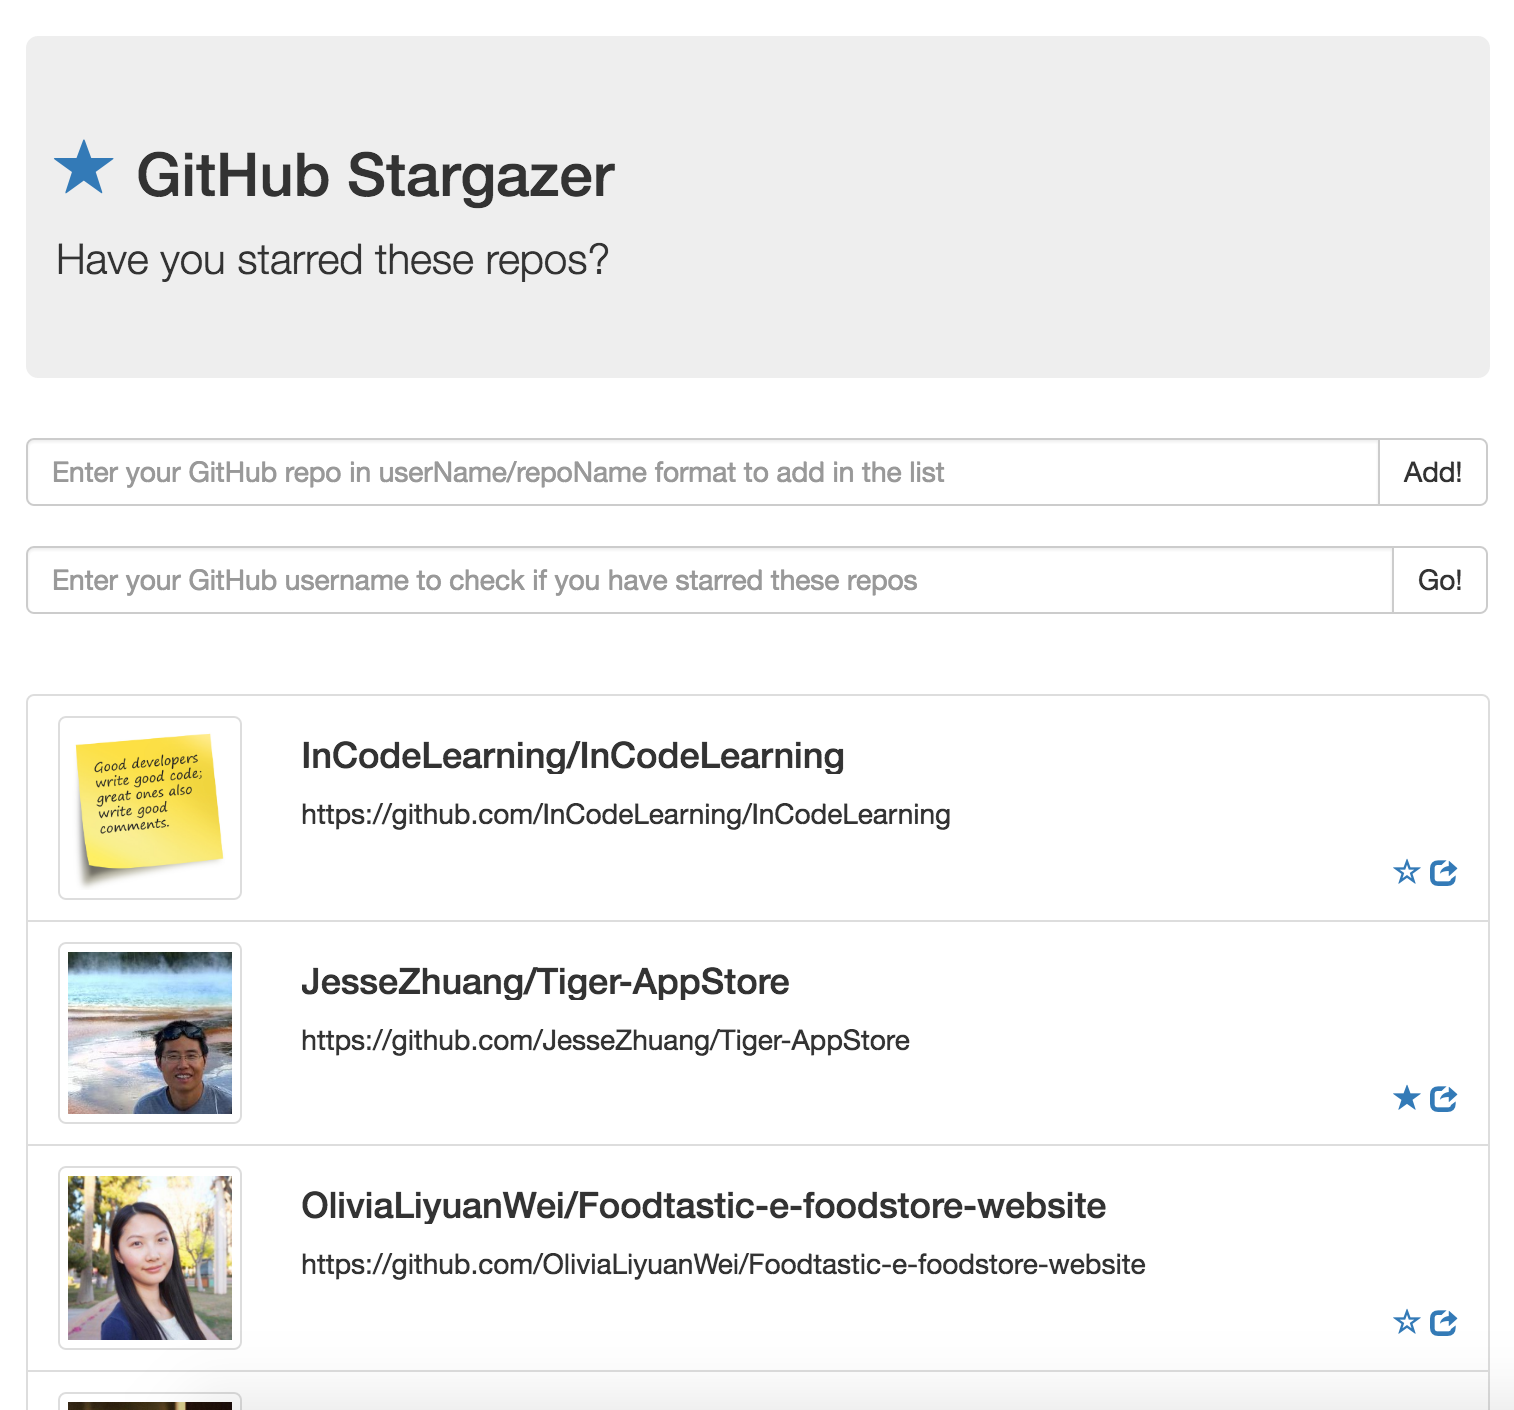 GitHub Stargazer
Have you starred these repos?
Enter your GitHub repo in userName/repoName format to add in the list
Add!
Enter your GitHub username to check if you have starred these repos
Go!
Good developers
write good code;
great ones also
write good
comments.
InCodeLearning/InCodeLearning
https://github.com/InCodeLearning/InCodeLearning
JesseZhuang/Tiger-AppStore
https://github.com/JesseZhuang/Tiger-AppStore
OliviaLiyuanWei/Foodtastic-e-foodstore-website
https://github.com/OliviaLiyuanWei/Foodtastic-e-foodstore-website